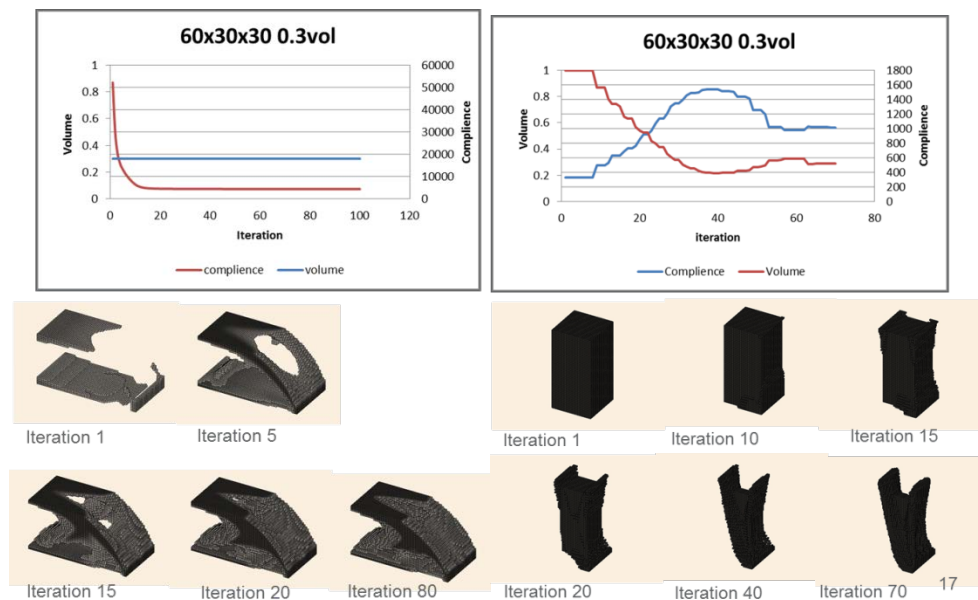 60x30x30 0.3vol
1
0.8
0.6
0.4
0.2
0
Volume
60000
50000
40000
30000
20000
10000
0
Complience
0 20 40 60 80 100 120
Iteration
complience volume
60x30x30 0.3vol
1
0.8
0.6
0.4
0.2
0
Volume
1800
1600
1400
1200
1000
800
600
400
200
0
Complience
0 20 40 60 80
iteration
Complience Volume
Iteration 1 Iteration 5
Iteration 1 Iteration 10 Iteration 15
Iteration 15 Iteration 20 Iteration 80
Iteration 20 Iteration 40 Iteration 70
17